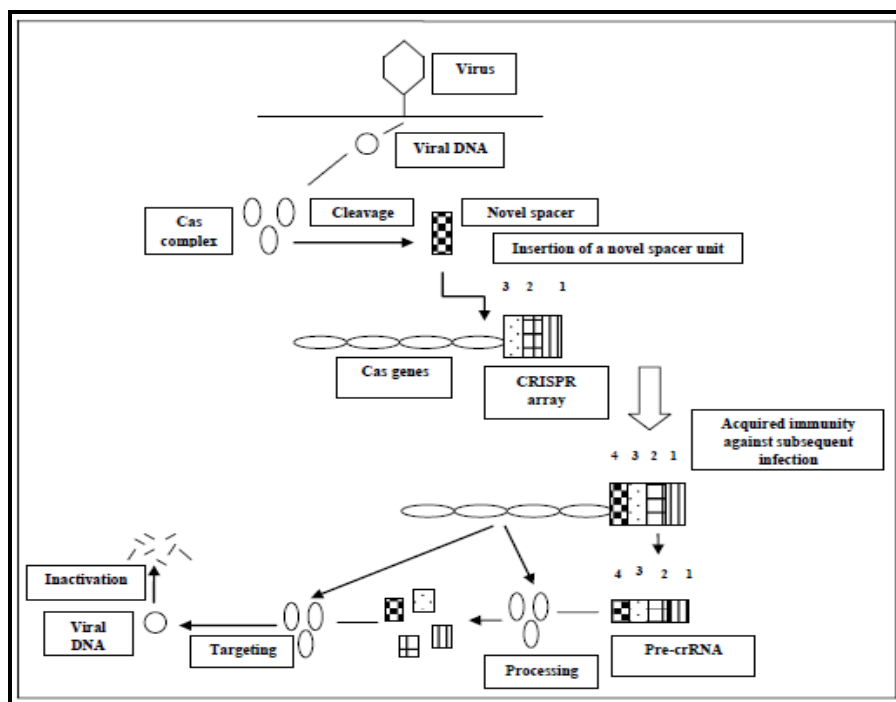 Virus
Viral DNA
Cas
complex
Cleavage
Novel spacer
Insertion of a novel spacer unit
3 2 1
Cas genes
CRISPR
array
Acquired immunity
against subsequent
infection
4 3 2 1
4 3 2 1
Inactivation
Viral
DNA
Targeting
Processing
Pre-crRNA